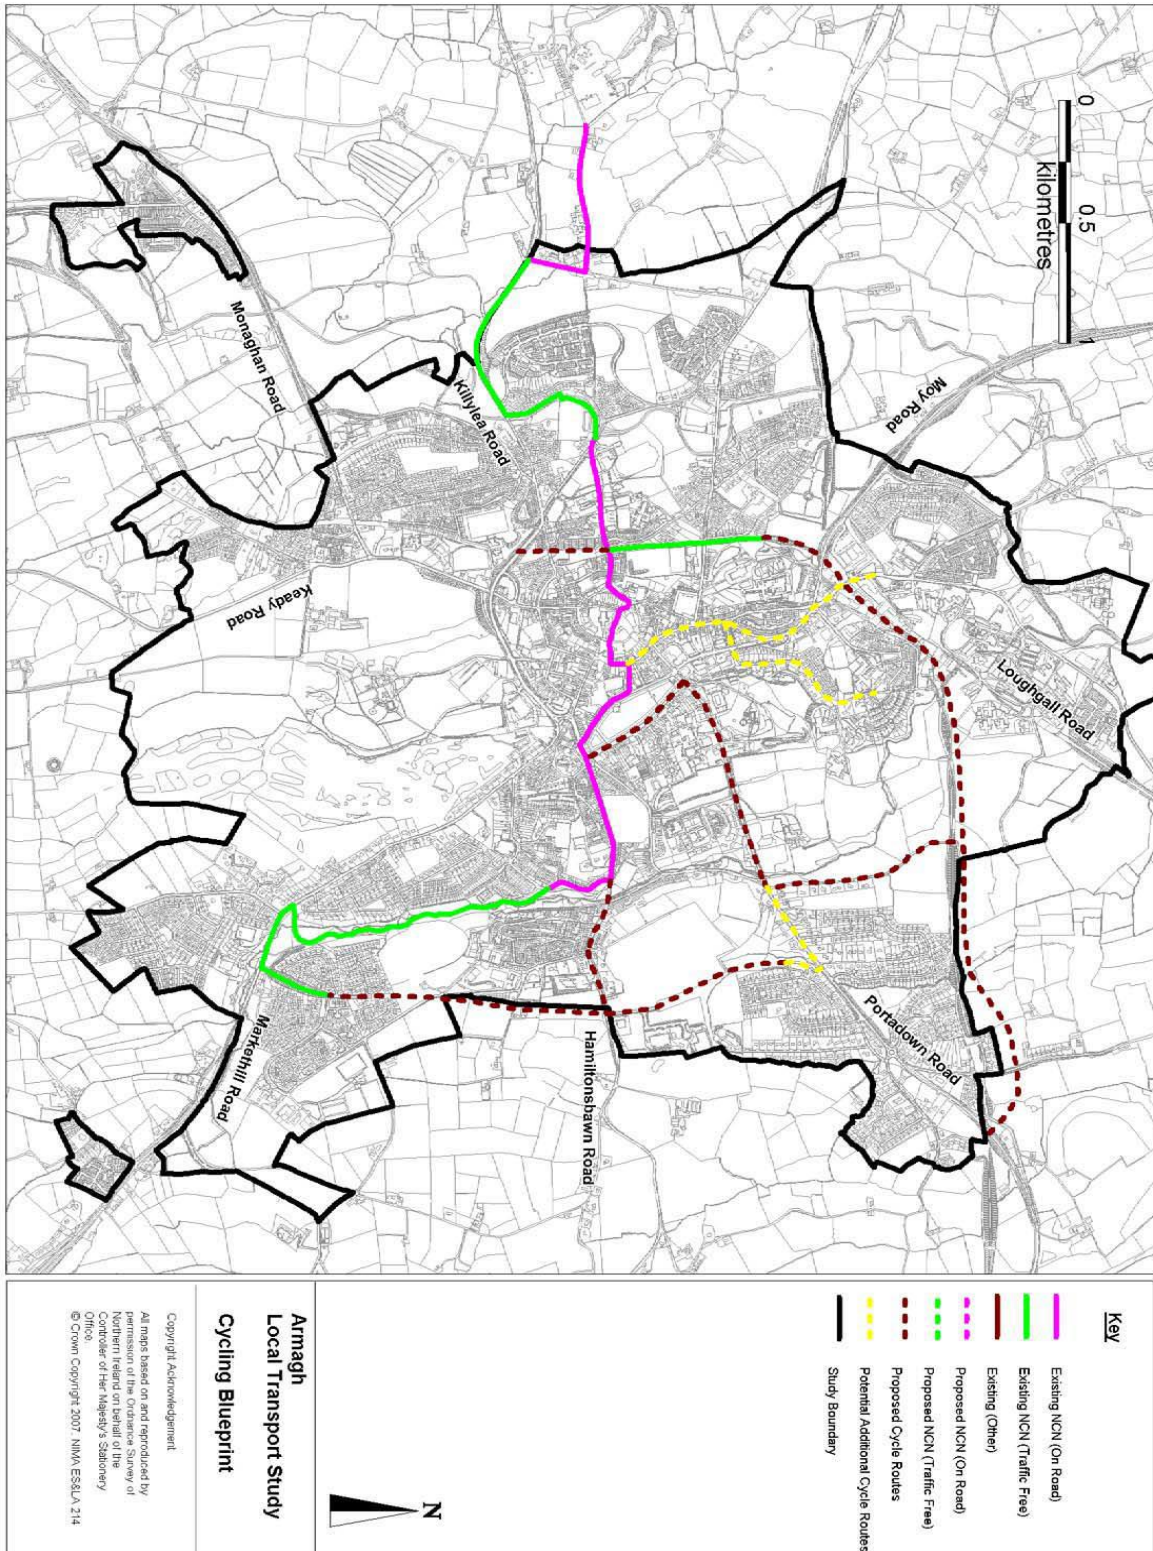 0 0.5 1
kilometres
Moy Road
Loughgall Road
Portadown Road
Killylea Road
Monaghan Road
Keady Road
Hamiltonsbawn Road
Markethill Road
Key
Existing NCN (On Road)
Existing NCN (Traffic Free)
Existing (Other)
Proposed NCN (On Road)
Proposed NCN (Traffic Free)
Proposed Cycle Routes
Potential Additional Cycle Routes
Study Boundary
N
Armagh
Local Transport Study
Cycling Blueprint
Copyright Acknowledgement
All maps based on and reproduced by
permission of the Ordnance Survey of
Northern Ireland on behalf of the
Controller of Her Majesty's Stationery
Office.
© Crown Copyright 2007. NIMA ES&LA 214